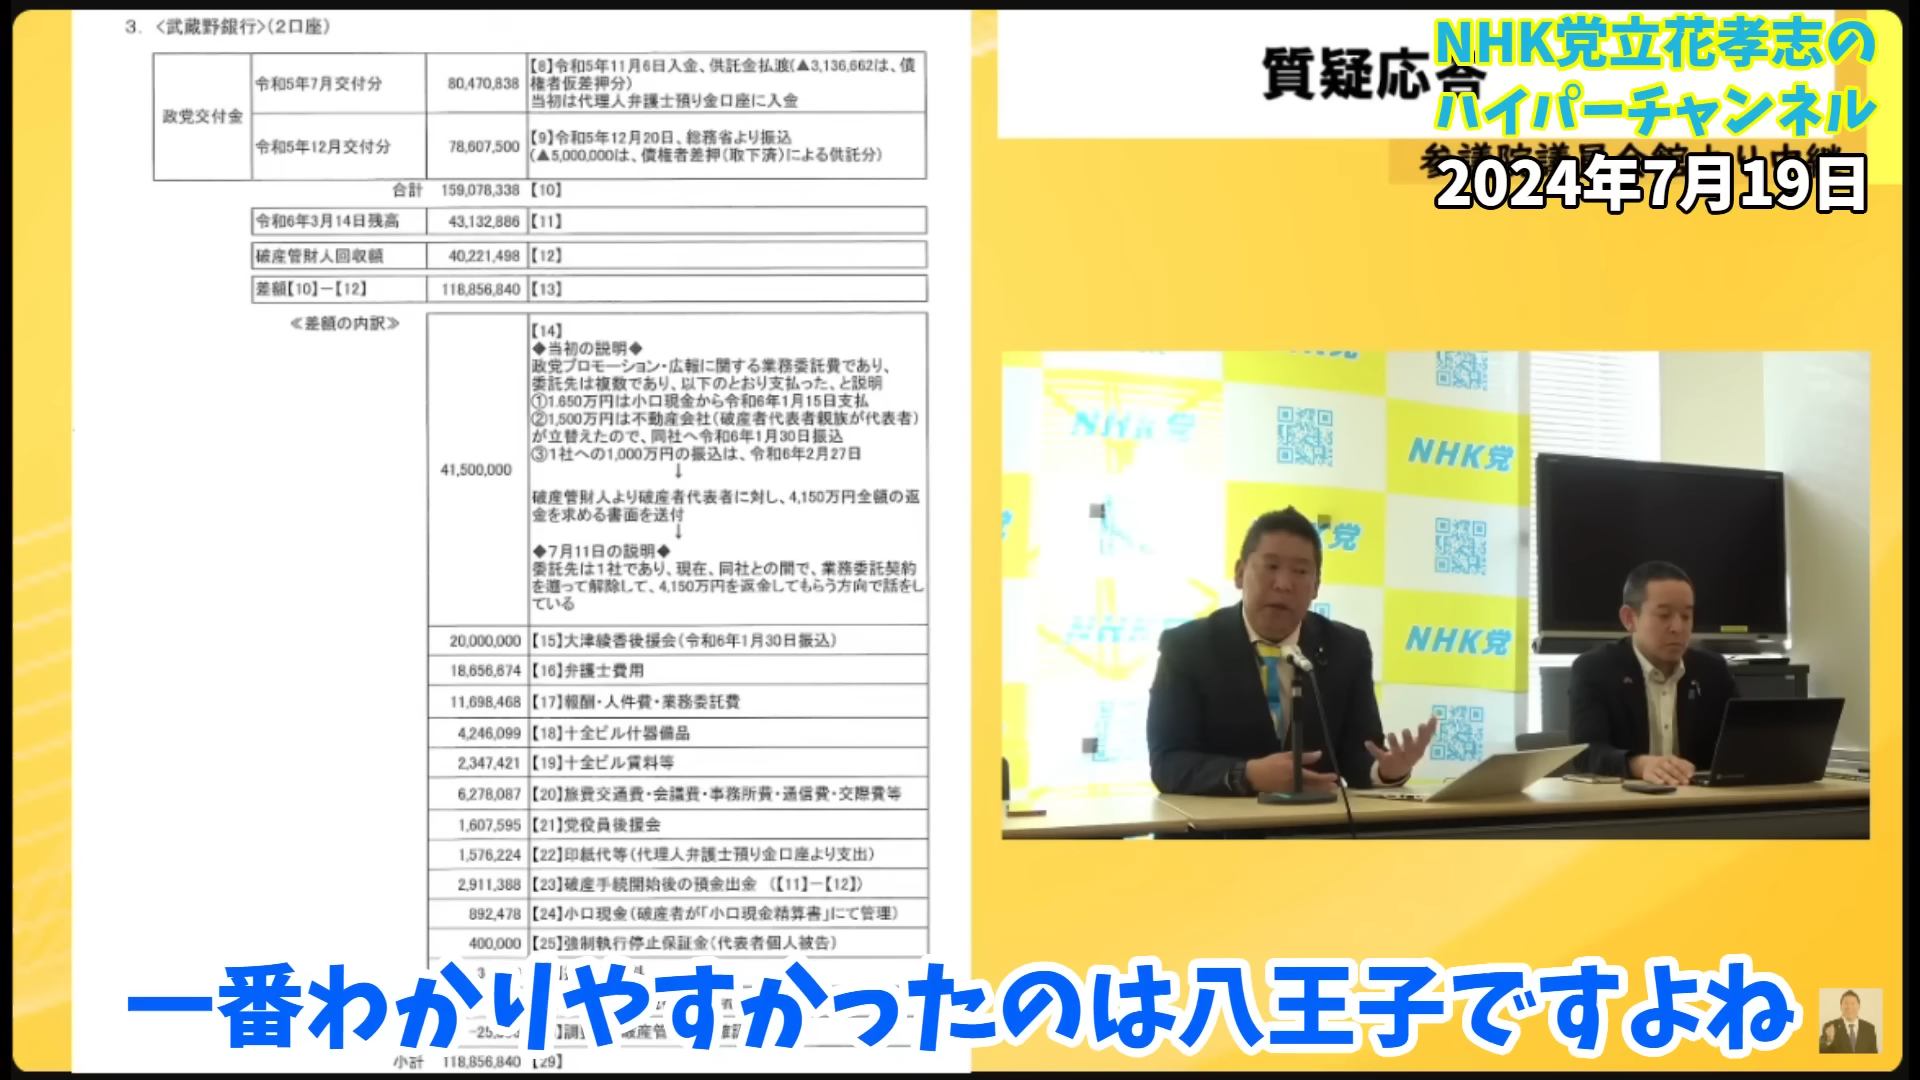 3. <武蔵野銀行>(2口座)
政党交付金
令和5年7月交付分 80,470,838 【8】令和5年11月6日入金、供託金払渡(▲3,136,662は、債
権者仮差押分)
当初は代理人弁護士預り金口座に入金
令和5年12月交付分 78,607,500 【9】令和5年12月20日、総務省より振込
(▲5,000,000は、債権者差押(取下済)による供託分)
合計 159,078,338 【10】
令和6年3月14日残高 43,132,886 【11】
破産管財人回収額 40,221,498 【12】
差額【10】-【12】 118,856,840 【13】
≪差額の内訳≫
41,500,000
【14】
◆当初の説明◆
政党プロモーション・広報に関する業務委託費であり、
委託先は複数であり、以下のとおり支払った、と説明
①1,650万円は小口現金から令和6年1月15日支払
②1,500万円は不動産会社(破産者代表者親族が代表者)
が立替えたので、同社へ令和6年1月30日振込
③1社への1,000万円の振込は、令和6年2月27日
↓
破産管財人より破産者代表者に対し、4,150万円全額の返
金を求める書面を送付
↓
◆7月11日の説明◆
委託先は1社であり、現在、同社との間で、業務委託契約
を遡って解除して、4,150万円を返金してもらう方向で話をし
ている
20,000,000 【15】大津綾香後援会(令和6年1月30日振込)
18,656,674 【16】弁護士費用
11,698,468 【17】報酬・人件費・業務委託費
4,246,099 【18】十全ビル什器備品
2,347,421 【19】十全ビル賃料等
6,278,087 【20】旅費交通費・会議費・事務所費・通信費・交際費等
1,607,595 【21】党役員後援会
1,576,224 【22】印紙代等(代理人弁護士預り金口座より支出)
2,911,388 【23】破産手続開始後の預金出金 (【11】-【12】)
892,478 【24】小口現金(破産者が「小口現金精算書」にて管理)
400,000 【25】強制執行停止保証金(代表者個人被告)
小計 118,856,840 【29】
質疑応答
NHK党立花孝志の
ハイパーチャンネル
参議院議員会館より中継
2024年7月19日
NHK党
NHK党
党
NHK党
一番わかりやすかったのは八王子ですよね